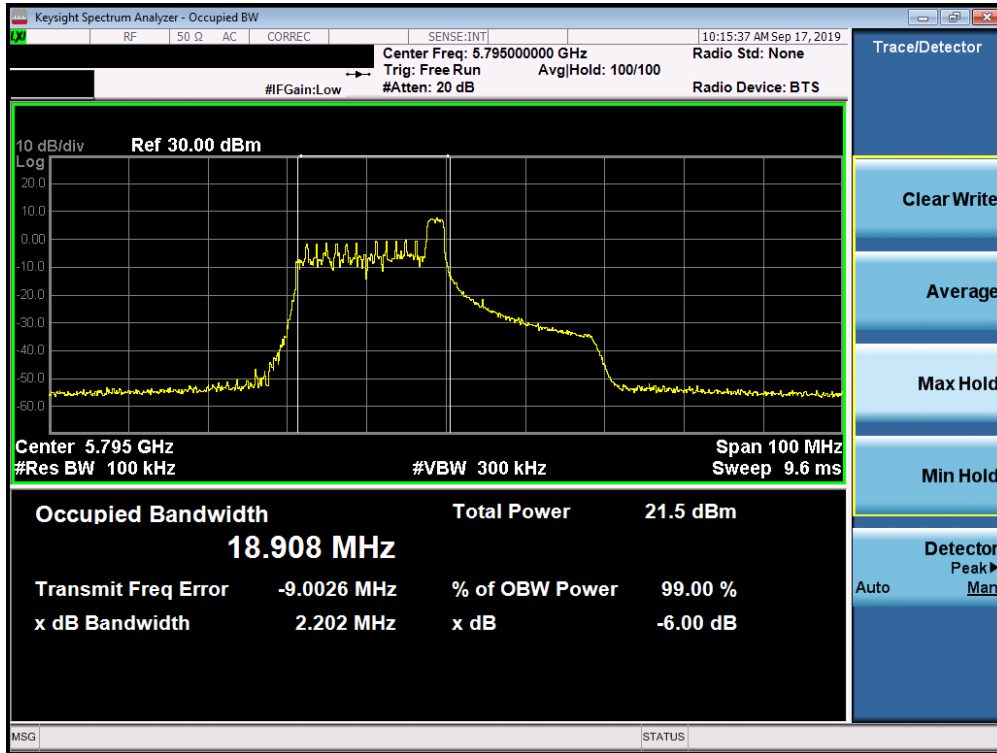 Keysight Spectrum Analyzer - Occupied BW
LXI RF 50 Ω AC CORREC SENSE:INT 10:15:37 AM Sep 17, 2019
Center Freq: 5.795000000 GHz Radio Std: None
Trig: Free Run Avg|Hold: 100/100
#IFGain:Low #Atten: 20 dB Radio Device: BTS
10 dB/div Ref 30.00 dBm
Log
20.0
10.0
0.00
-10.0
-20.0
-30.0
-40.0
-50.0
-60.0
Center 5.795 GHz Span 100 MHz
#Res BW 100 kHz #VBW 300 kHz Sweep 9.6 ms
Occupied Bandwidth Total Power 21.5 dBm
18.908 MHz
Transmit Freq Error -9.0026 MHz % of OBW Power 99.00 %
x dB Bandwidth 2.202 MHz x dB -6.00 dB
MSG STATUS
Trace/Detector
Clear Write
Average
Max Hold
Min Hold
Detector
Peak▶
Auto Man